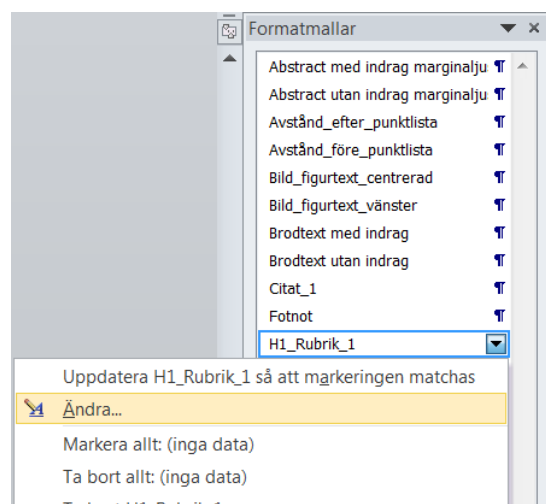 Formatmallar
Abstract med indrag marginalju ¶
Abstract utan indrag marginalju ¶
Avstånd_efter_punktlista ¶
Avstånd_före_punktlista ¶
Bild_figurtext_centrerad ¶
Bild_figurtext_vänster ¶
Brodtext med indrag ¶
Brodtext utan indrag ¶
Citat_1 ¶
Fotnot ¶
H1_Rubrik_1
Uppdatera H1_Rubrik_1 så att markeringen matchas
Ändra...
Markera allt: (inga data)
Ta bort allt: (inga data)